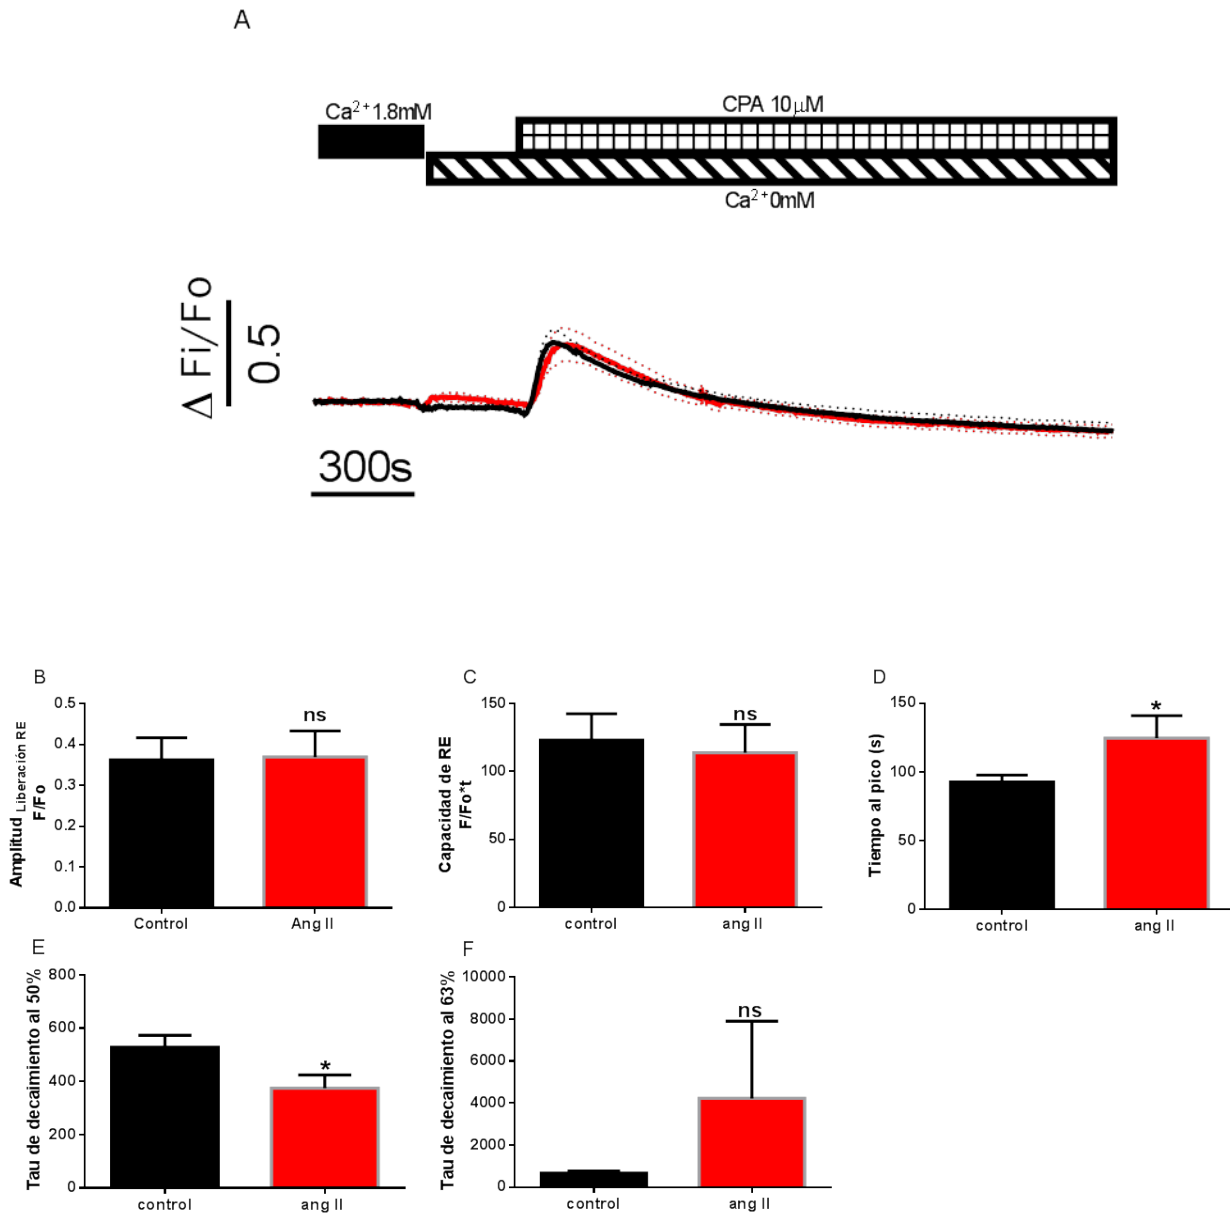 A
Ca²⁺1.8mM
CPA 10µM
Ca²⁺0mM
Δ Fi/Fo
0.5
300s
B
Amplitud Liberación RE
F/Fo
0.5
0.4
0.3
0.2
0.1
0.0
ns
Control
Ang II
C
Capacidad de RE
F/Fo*t
150
100
50
0
ns
control
ang II
D
Tiempo al pico (s)
150
100
50
0
*
control
ang II
E
Tau de decaimiento al 50%
800
600
400
200
0
*
control
ang II
F
Tau de decaimiento al 63%
10000
8000
6000
4000
2000
0
ns
control
ang II